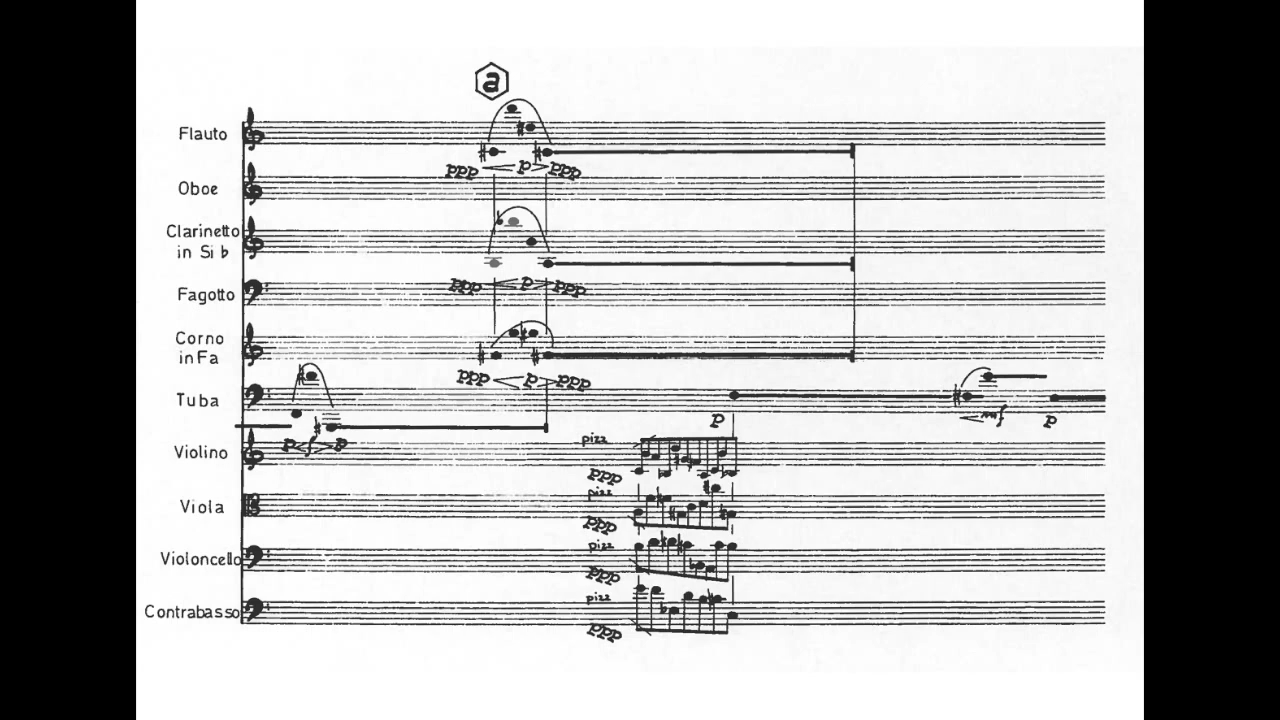 a
Flauto
ppp p ppp
Oboe
Clarinetto
in Si b
ppp p ppp
Fagotto
Corno
in Fa
ppp p ppp
Tuba
p f p
p
mf
p
Violino
pizz
ppp
Viola
pizz
ppp
Violoncello
pizz
ppp
Contrabasso
pizz
ppp